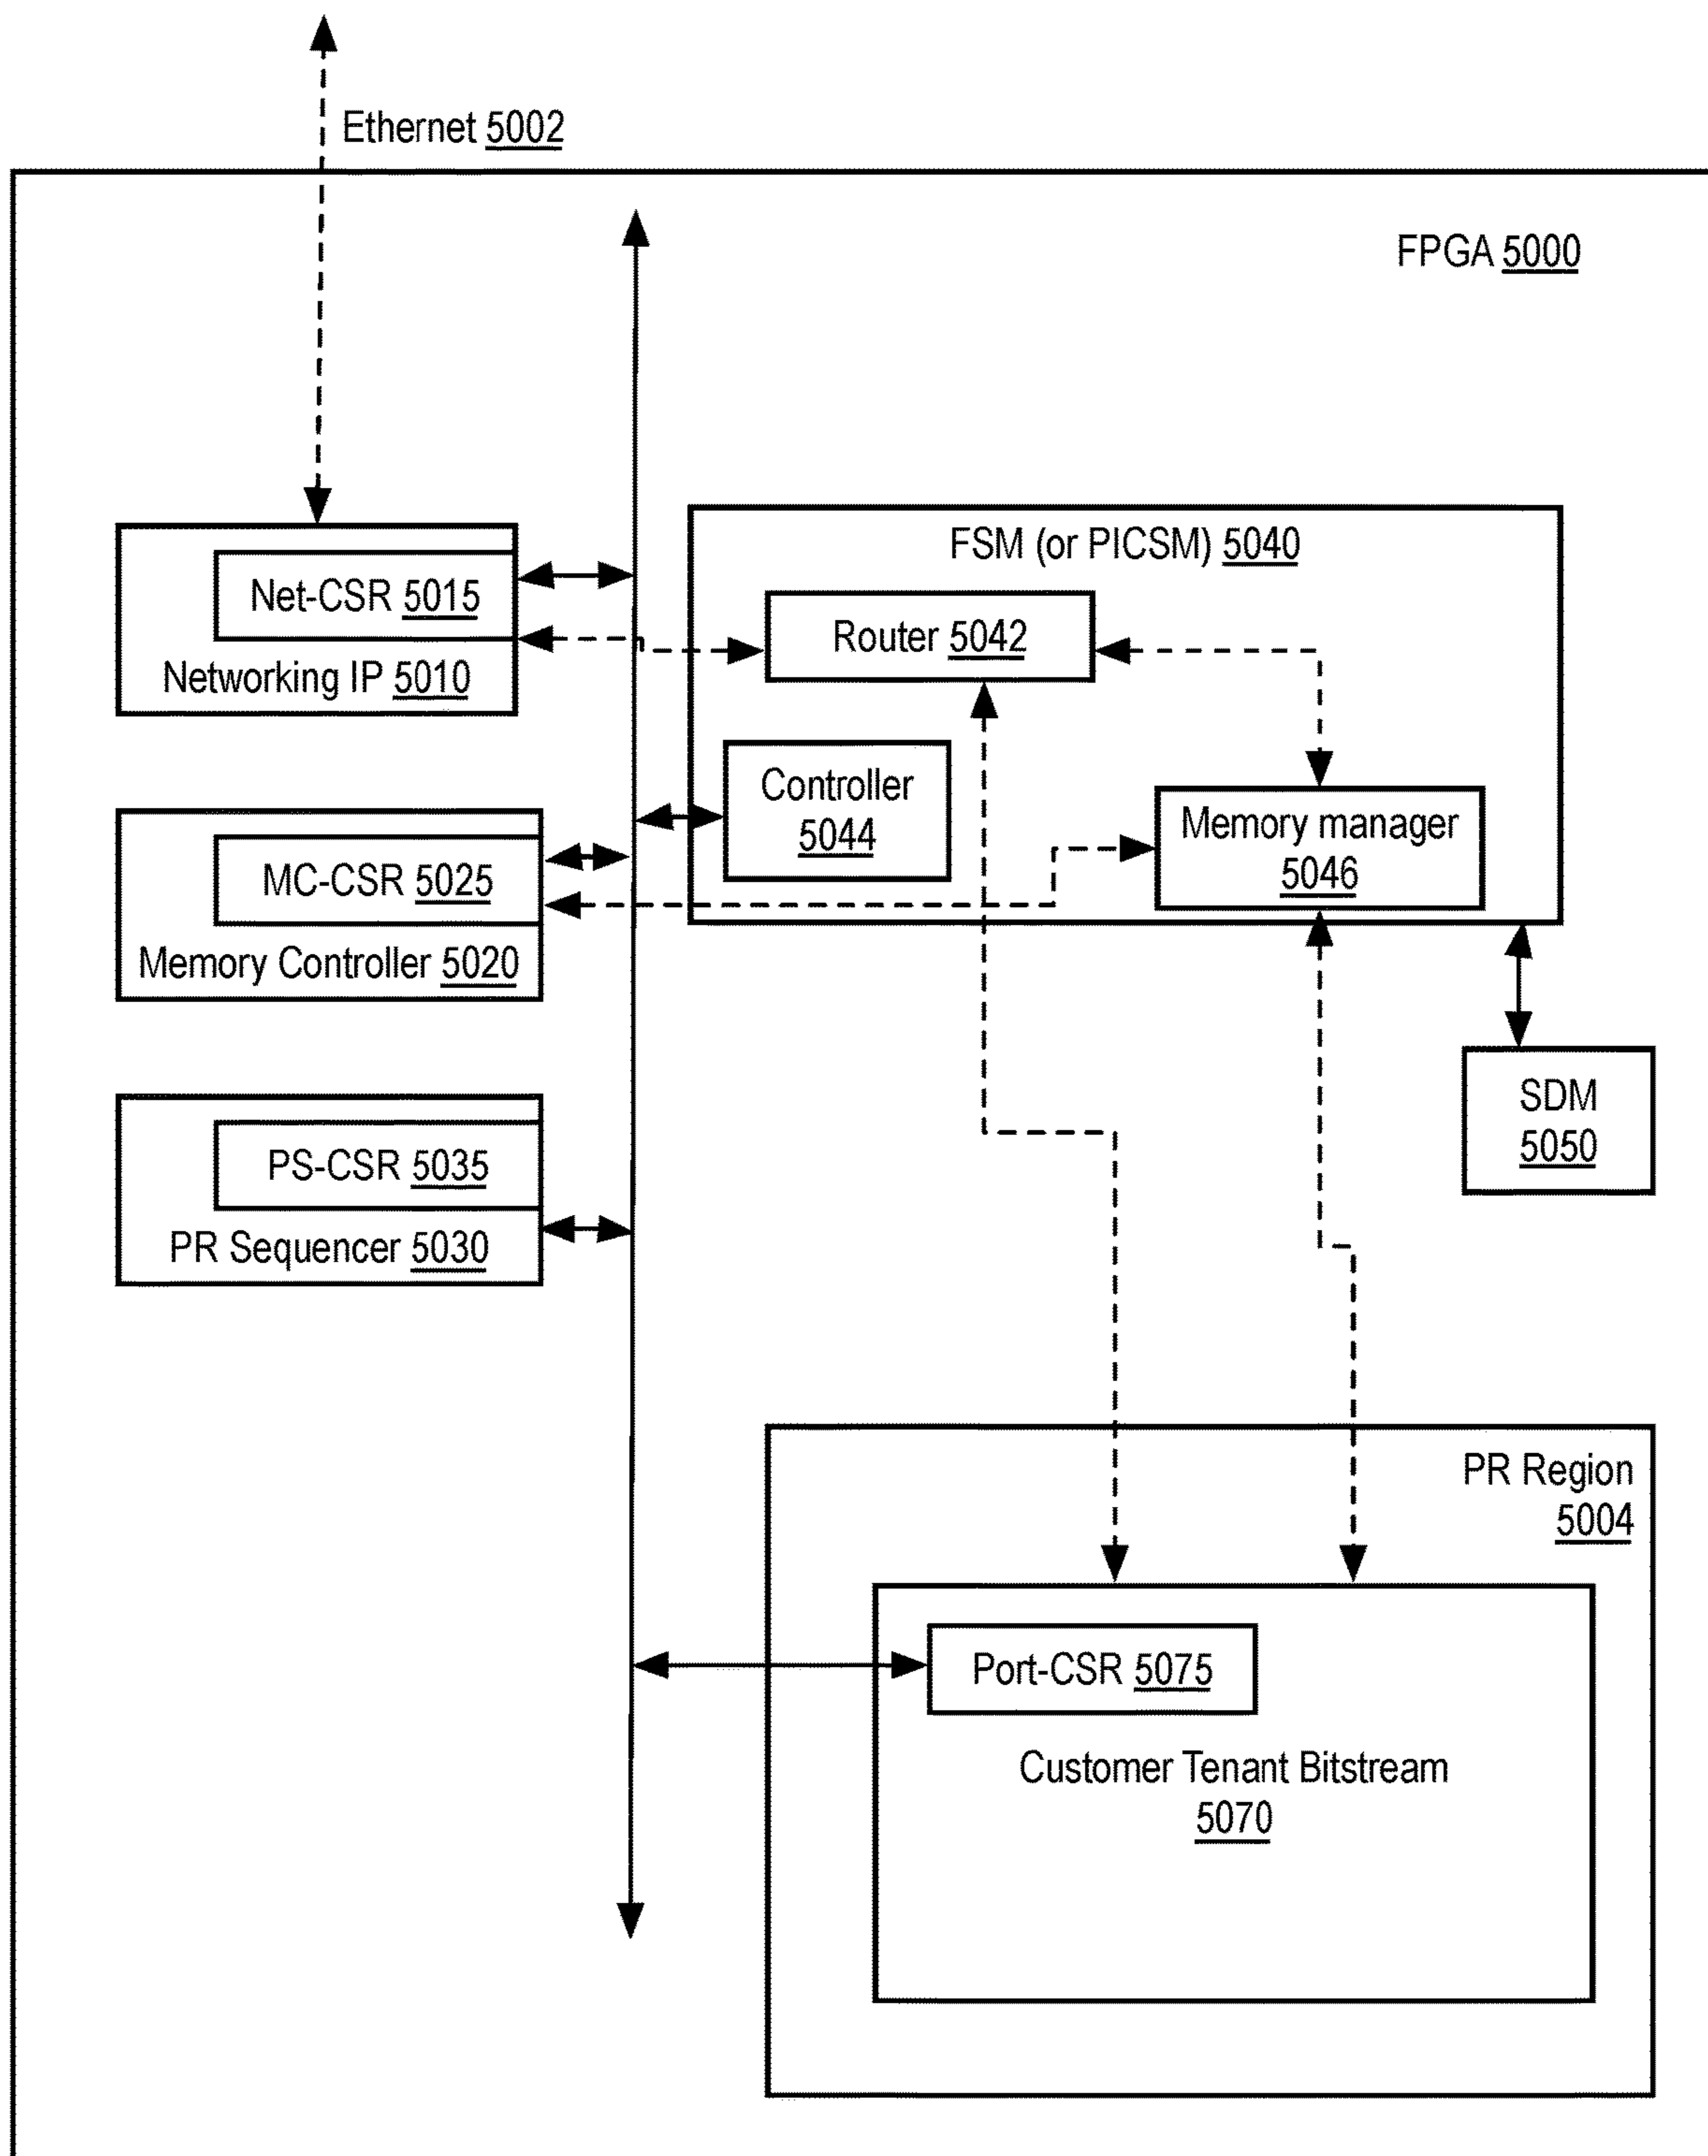 Ethernet 5002
FPGA 5000
FSM (or PICSM) 5040
Net-CSR 5015
Networking IP 5010
Router 5042
Controller
5044
Memory manager
5046
MC-CSR 5025
Memory Controller 5020
SDM
5050
PS-CSR 5035
PR Sequencer 5030
PR Region
5004
Port-CSR 5075
Customer Tenant Bitstream
5070